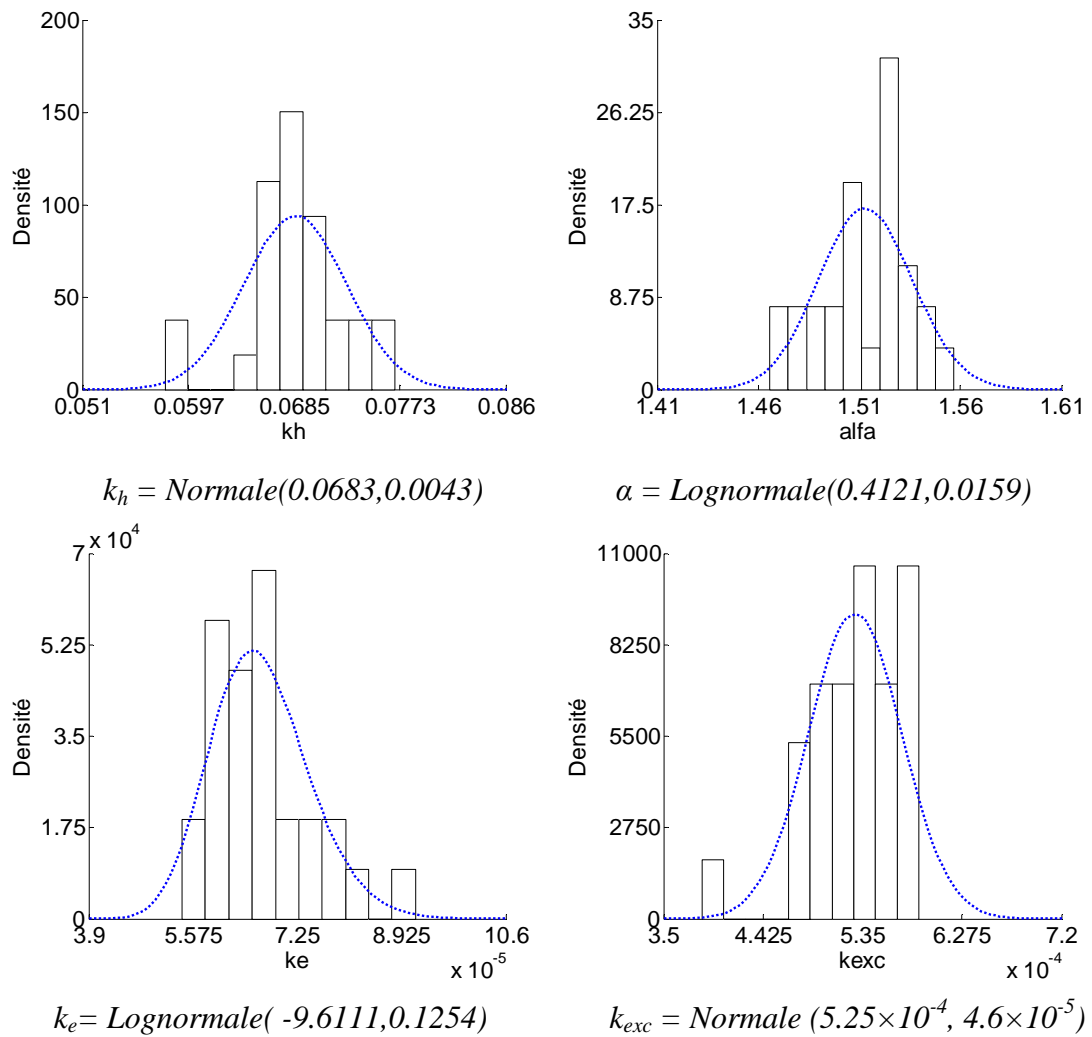 200
150
100
50
0
Densité
0.051
0.0597
0.0685
0.0773
0.086
kh
k_h = Normale(0.0683,0.0043)
35
26.25
17.5
8.75
0
Densité
1.41
1.46
1.51
1.56
1.61
alfa
α = Lognormale(0.4121,0.0159)
7 x 10^4
5.25
3.5
1.75
0
Densité
3.9
5.575
7.25
8.925
10.6
ke
x 10^-5
k_e= Lognormale( -9.6111,0.1254)
11000
8250
5500
2750
0
Densité
3.5
4.425
5.35
6.275
7.2
kexc
x 10^-4
k_exc = Normale (5.25×10^-4, 4.6×10^-5)